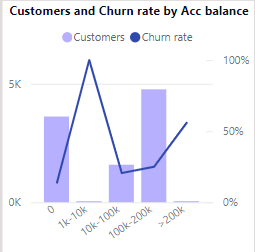 Customers and Churn rate by Acc balance
Customers Churn rate
5K
0K
100%
50%
0%
0
1k-10k
10k-100k
100k-200k
>200k